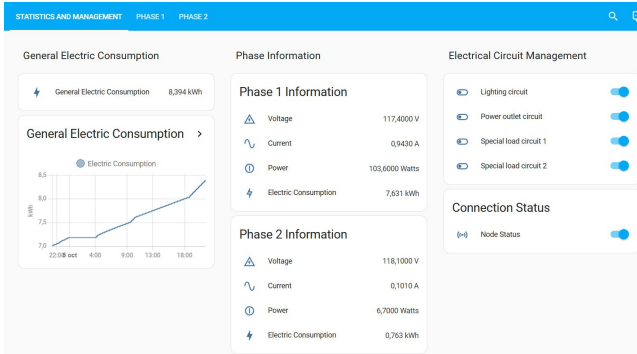 STATISTICS AND MANAGEMENT PHASE 1 PHASE 2
General Electric Consumption
General Electric Consumption 8,394 kWh
General Electric Consumption
Electric Consumption
8,5
8,0
7,5
7,0
kWh
22:00 oct 4:00 9:00 13:00 18:00
Phase Information
Phase 1 Information
Voltage 117,4000 V
Current 0,9430 A
Power 103,6000 Watts
Electric Consumption 7,631 kWh
Phase 2 Information
Voltage 118,1000 V
Current 0,1010 A
Power 6,7000 Watts
Electric Consumption 0,763 kWh
Electrical Circuit Management
Lighting circuit
Power outlet circuit
Special load circuit 1
Special load circuit 2
Connection Status
Node Status